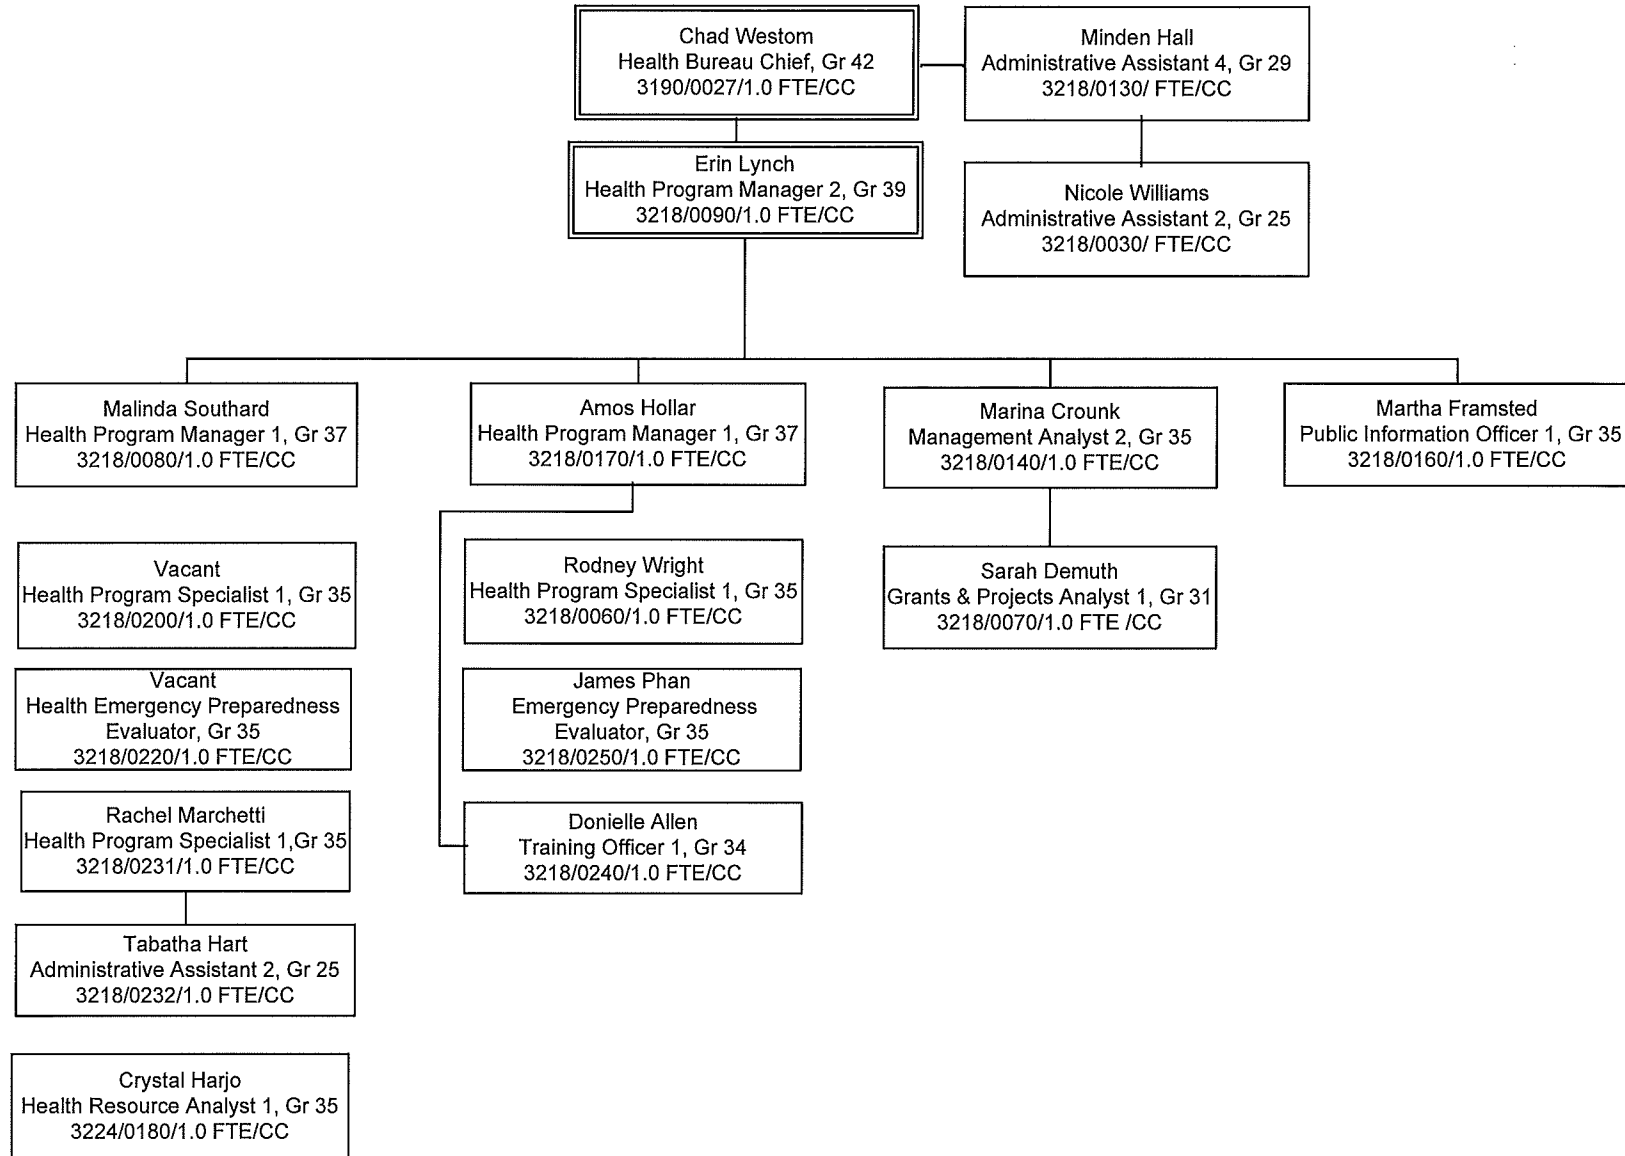 Chad Westom
Health Bureau Chief, Gr 42
3190/0027/1.0 FTE/CC
Minden Hall
Administrative Assistant 4, Gr 29
3218/0130/ FTE/CC
Erin Lynch
Health Program Manager 2, Gr 39
3218/0090/1.0 FTE/CC
Nicole Williams
Administrative Assistant 2, Gr 25
3218/0030/ FTE/CC
Malinda Southard
Health Program Manager 1, Gr 37
3218/0080/1.0 FTE/CC
Amos Hollar
Health Program Manager 1, Gr 37
3218/0170/1.0 FTE/CC
Marina Crounk
Management Analyst 2, Gr 35
3218/0140/1.0 FTE/CC
Martha Framsted
Public Information Officer 1, Gr 35
3218/0160/1.0 FTE/CC
Vacant
Health Program Specialist 1, Gr 35
3218/0200/1.0 FTE/CC
Rodney Wright
Health Program Specialist 1, Gr 35
3218/0060/1.0 FTE/CC
Sarah Demuth
Grants & Projects Analyst 1, Gr 31
3218/0070/1.0 FTE /CC
Vacant
Health Emergency Preparedness
Evaluator, Gr 35
3218/0220/1.0 FTE/CC
James Phan
Emergency Preparedness
Evaluator, Gr 35
3218/0250/1.0 FTE/CC
Rachel Marchetti
Health Program Specialist 1,Gr 35
3218/0231/1.0 FTE/CC
Donielle Allen
Training Officer 1, Gr 34
3218/0240/1.0 FTE/CC
Tabatha Hart
Administrative Assistant 2, Gr 25
3218/0232/1.0 FTE/CC
Crystal Harjo
Health Resource Analyst 1, Gr 35
3224/0180/1.0 FTE/CC